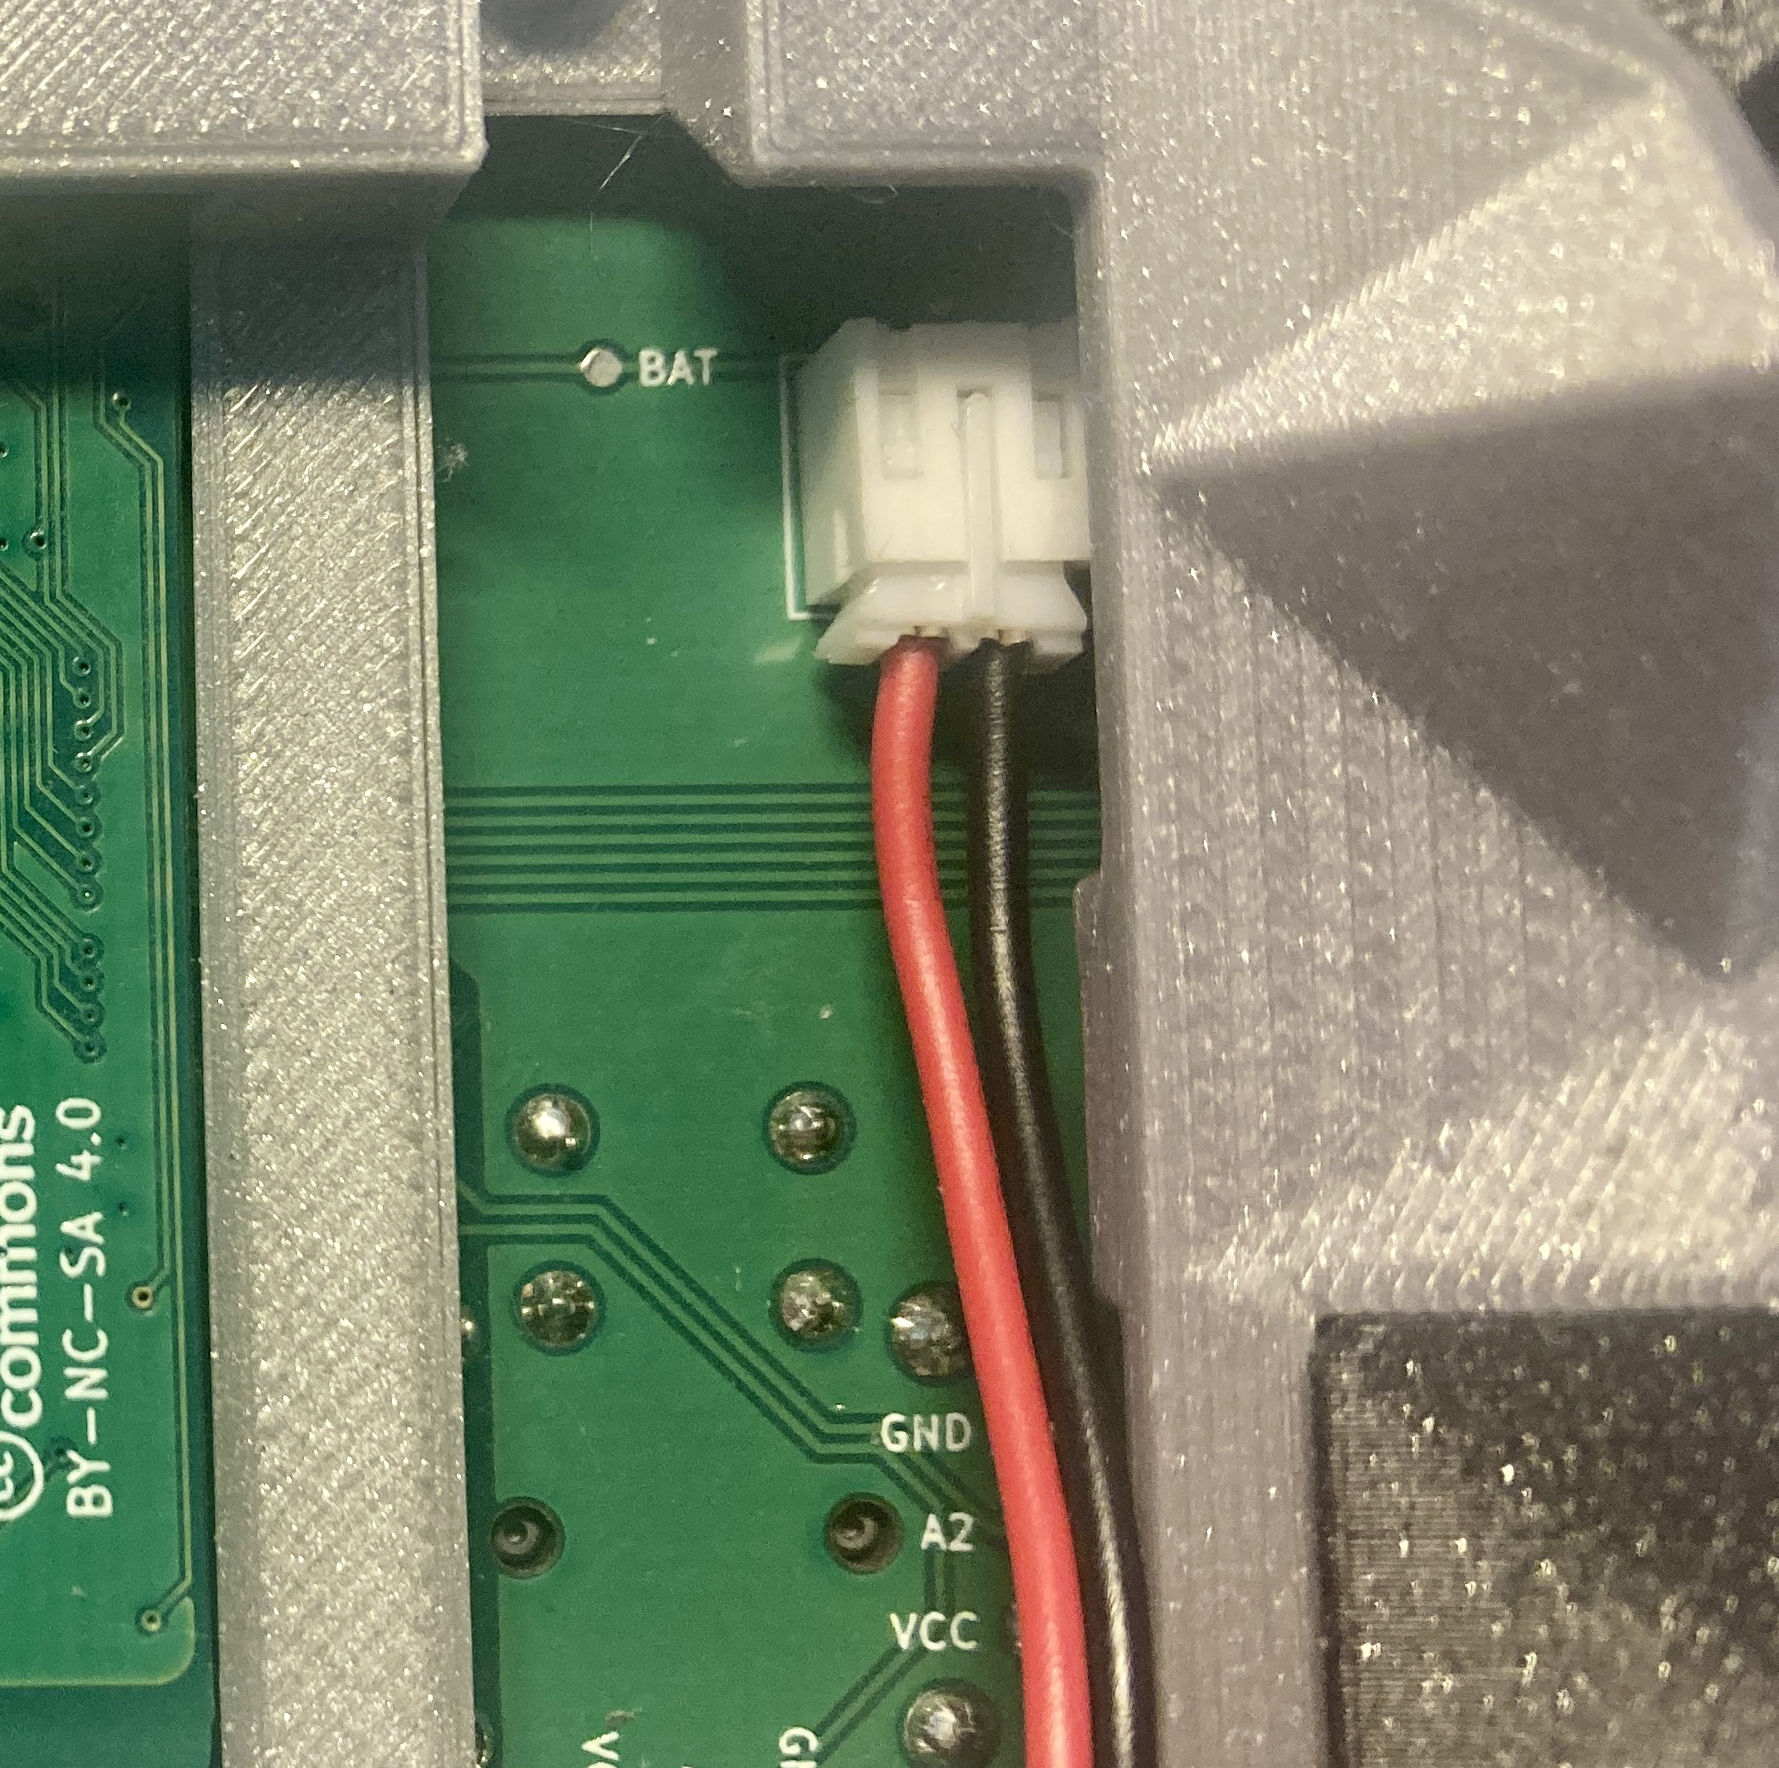 BAT
commons
BY-NC-SA 4.0
GND
A2
VCC